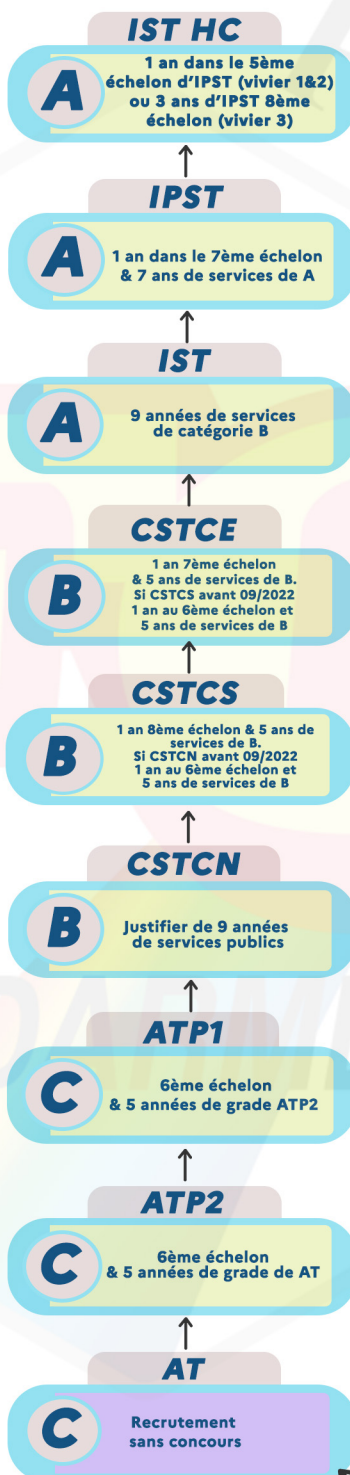 IST HC
A
1 an dans le 5ème
échelon d'IPST (vivier 1&2)
ou 3 ans d'IPST 8ème
échelon (vivier 3)
IPST
A
1 an dans le 7ème échelon
& 7 ans de services de A
IST
A
9 années de services
de catégorie B
CSTCE
B
1 an 7ème échelon
& 5 ans de services de B.
Si CSTCS avant 09/2022
1 an au 6ème échelon et
5 ans de services de B
CSTCS
B
1 an 8ème échelon & 5 ans de
services de B.
Si CSTCN avant 09/2022
1 an au 6ème échelon et
5 ans de services de B
CSTCN
B
Justifier de 9 années
de services publics
ATP1
C
6ème échelon
& 5 années de grade ATP2
ATP2
C
6ème échelon
& 5 années de grade de AT
AT
C
Recrutement
sans concours